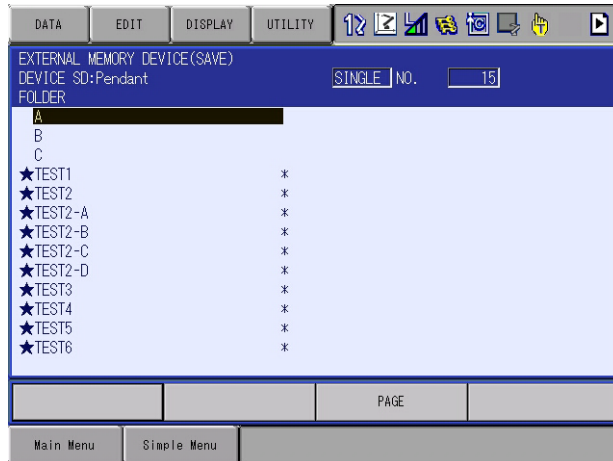 DATA EDIT DISPLAY UTILITY
EXTERNAL MEMORY DEVICE(SAVE)
DEVICE SD:Pendant SINGLE NO. 15
FOLDER
A
B
C
★TEST1 *
★TEST2 *
★TEST2-A *
★TEST2-B *
★TEST2-C *
★TEST2-D *
★TEST3 *
★TEST4 *
★TEST5 *
★TEST6 *
PAGE
Main Menu Simple Menu